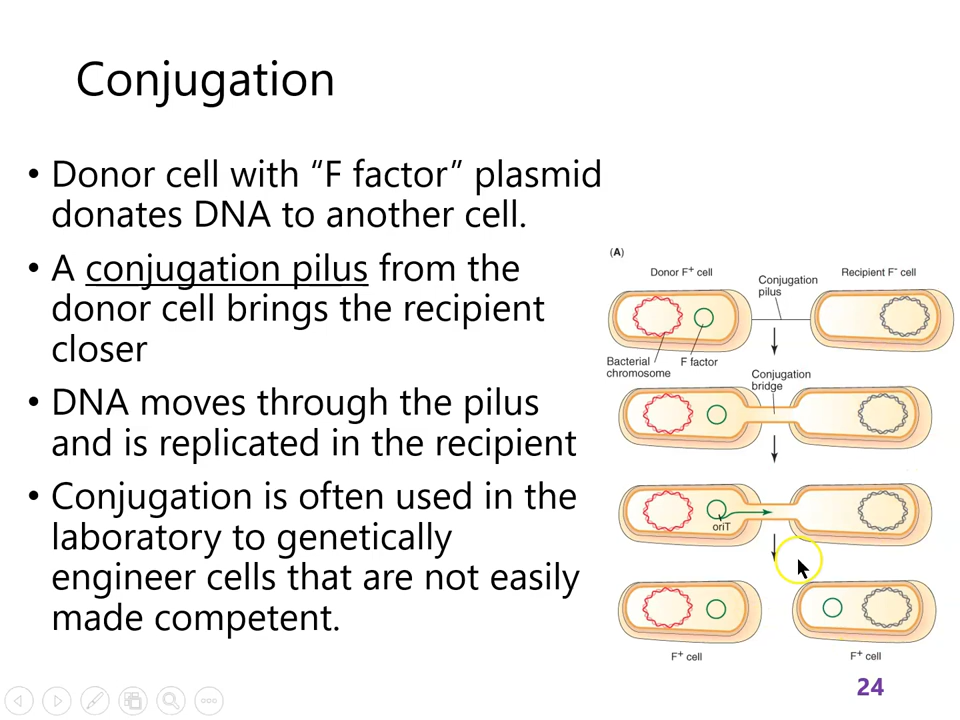 Conjugation
• Donor cell with “F factor” plasmid
donates DNA to another cell.
• A conjugation pilus from the
donor cell brings the recipient
closer
• DNA moves through the pilus
and is replicated in the recipient
• Conjugation is often used in the
laboratory to genetically
engineer cells that are not easily
made competent.
(A)
Donor F+ cell
Conjugation
pilus
Recipient F- cell
Bacterial
chromosome
F factor
Conjugation
bridge
oriT
F+ cell
F+ cell
24